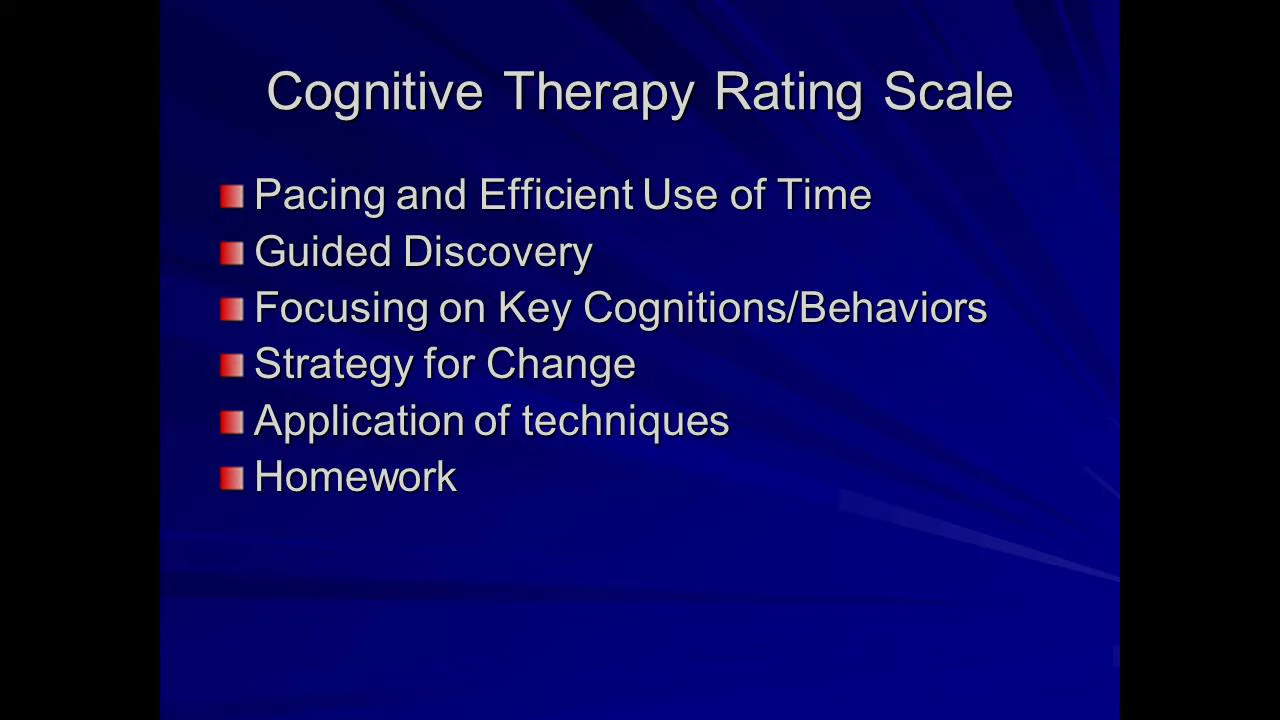 Cognitive Therapy Rating Scale
Pacing and Efficient Use of Time
Guided Discovery
Focusing on Key Cognitions/Behaviors
Strategy for Change
Application of techniques
Homework